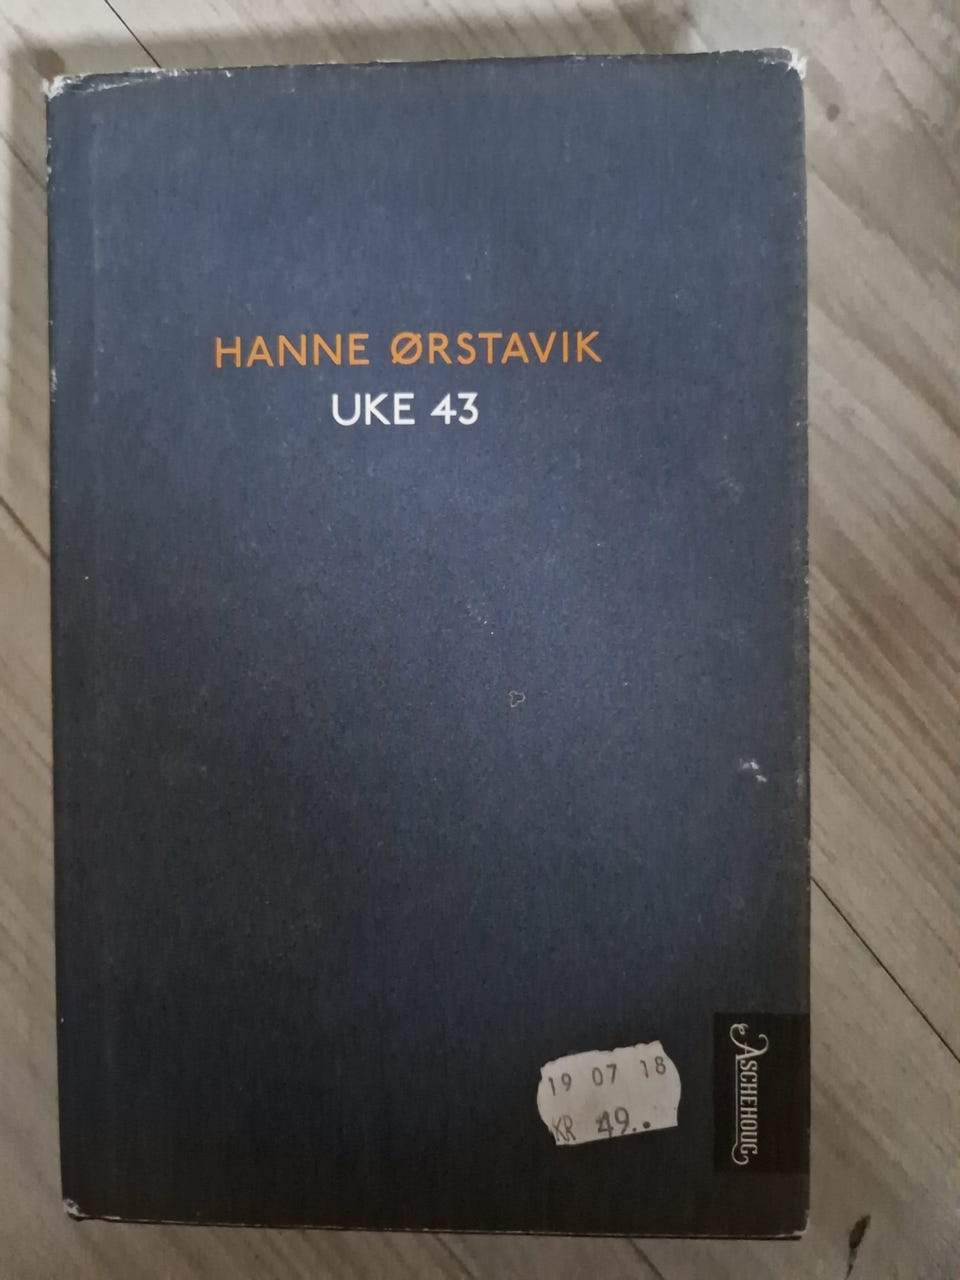 HANNE ØRSTAVIK
UKE 43
19 07 18
KR 49..
ASCHEHOUG